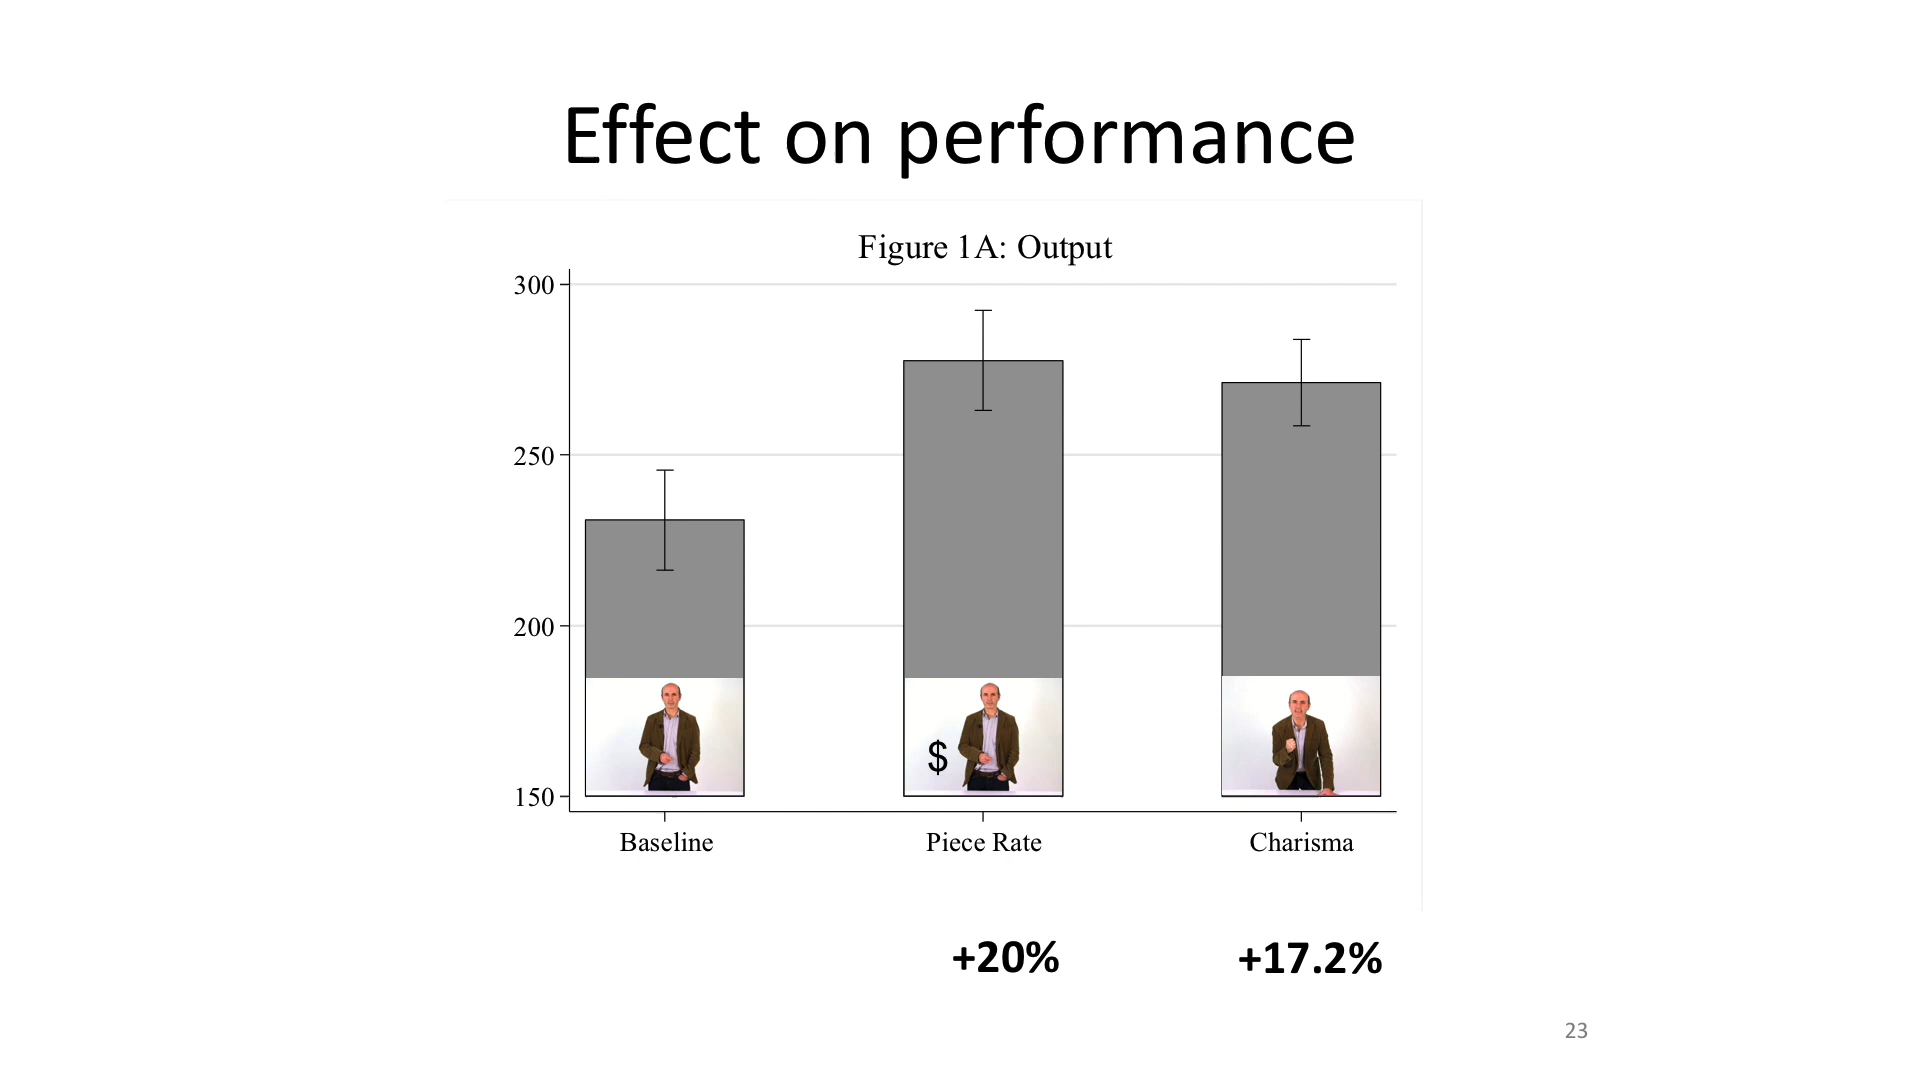 Effect on performance
Figure 1A: Output
300
250
200
150
$
Baseline
Piece Rate
Charisma
+20%
+17.2%
23